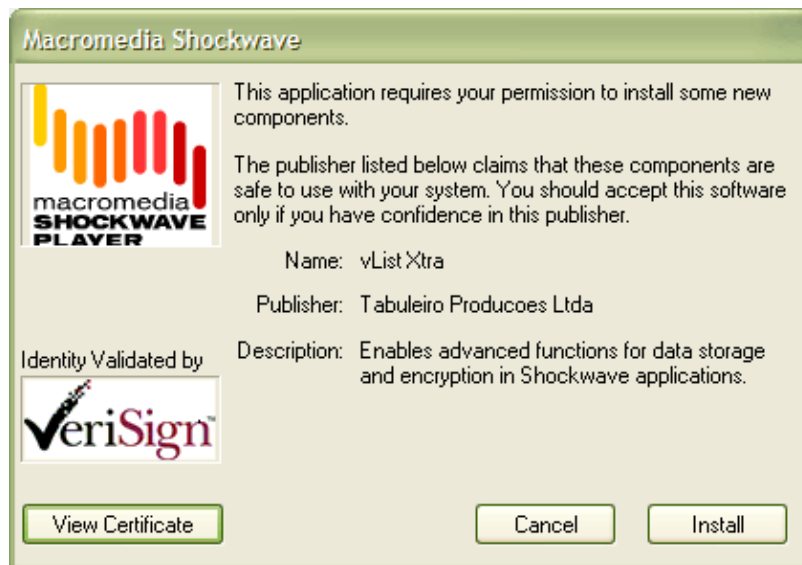 Macromedia Shockwave
This application requires your permission to install some new
components.
The publisher listed below claims that these components are
safe to use with your system. You should accept this software
only if you have confidence in this publisher.
macromedia
SHOCKWAVE
PLAYER
Name: vList Xtra
Publisher: Tabuleiro Producoes Ltda
Description: Enables advanced functions for data storage
and encryption in Shockwave applications.
Identity Validated by
VeriSign™
View Certificate
Cancel
Install